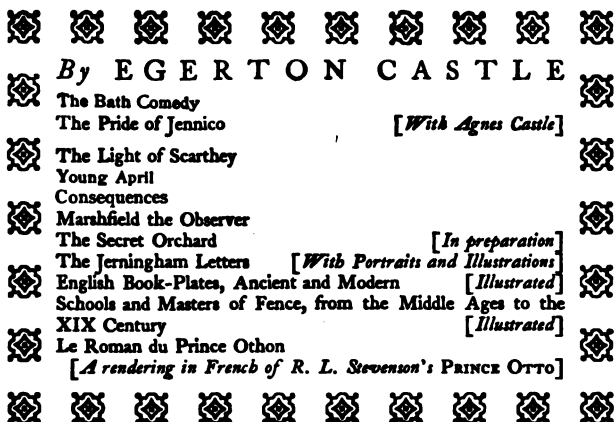 By EGERTON CASTLE
The Bath Comedy
The Pride of Jennico [With Agnes Castle]
The Light of Scarthey
Young April
Consequences
Marshfield the Observer
The Secret Orchard [In preparation]
The Jerningham Letters [With Portraits and Illustrations]
English Book-Plates, Ancient and Modern [Illustrated]
Schools and Masters of Fence, from the Middle Ages to the
XIX Century [Illustrated]
Le Roman du Prince Othon
[A rendering in French of R. L. Stevenson's PRINCE OTTO]